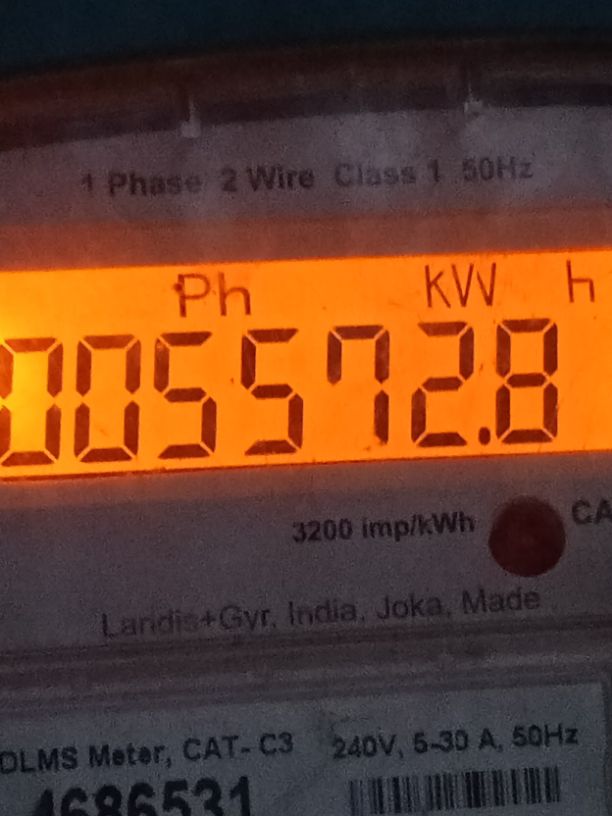 1 Phase 2 Wire Class 1 50Hz
Ph kW h
005572.8
3200 imp/kWh CA
Landis+Gyr, India, Joka, Made
DLMS Meter, CAT- C3 240V, 5-30 A, 50Hz
4686531